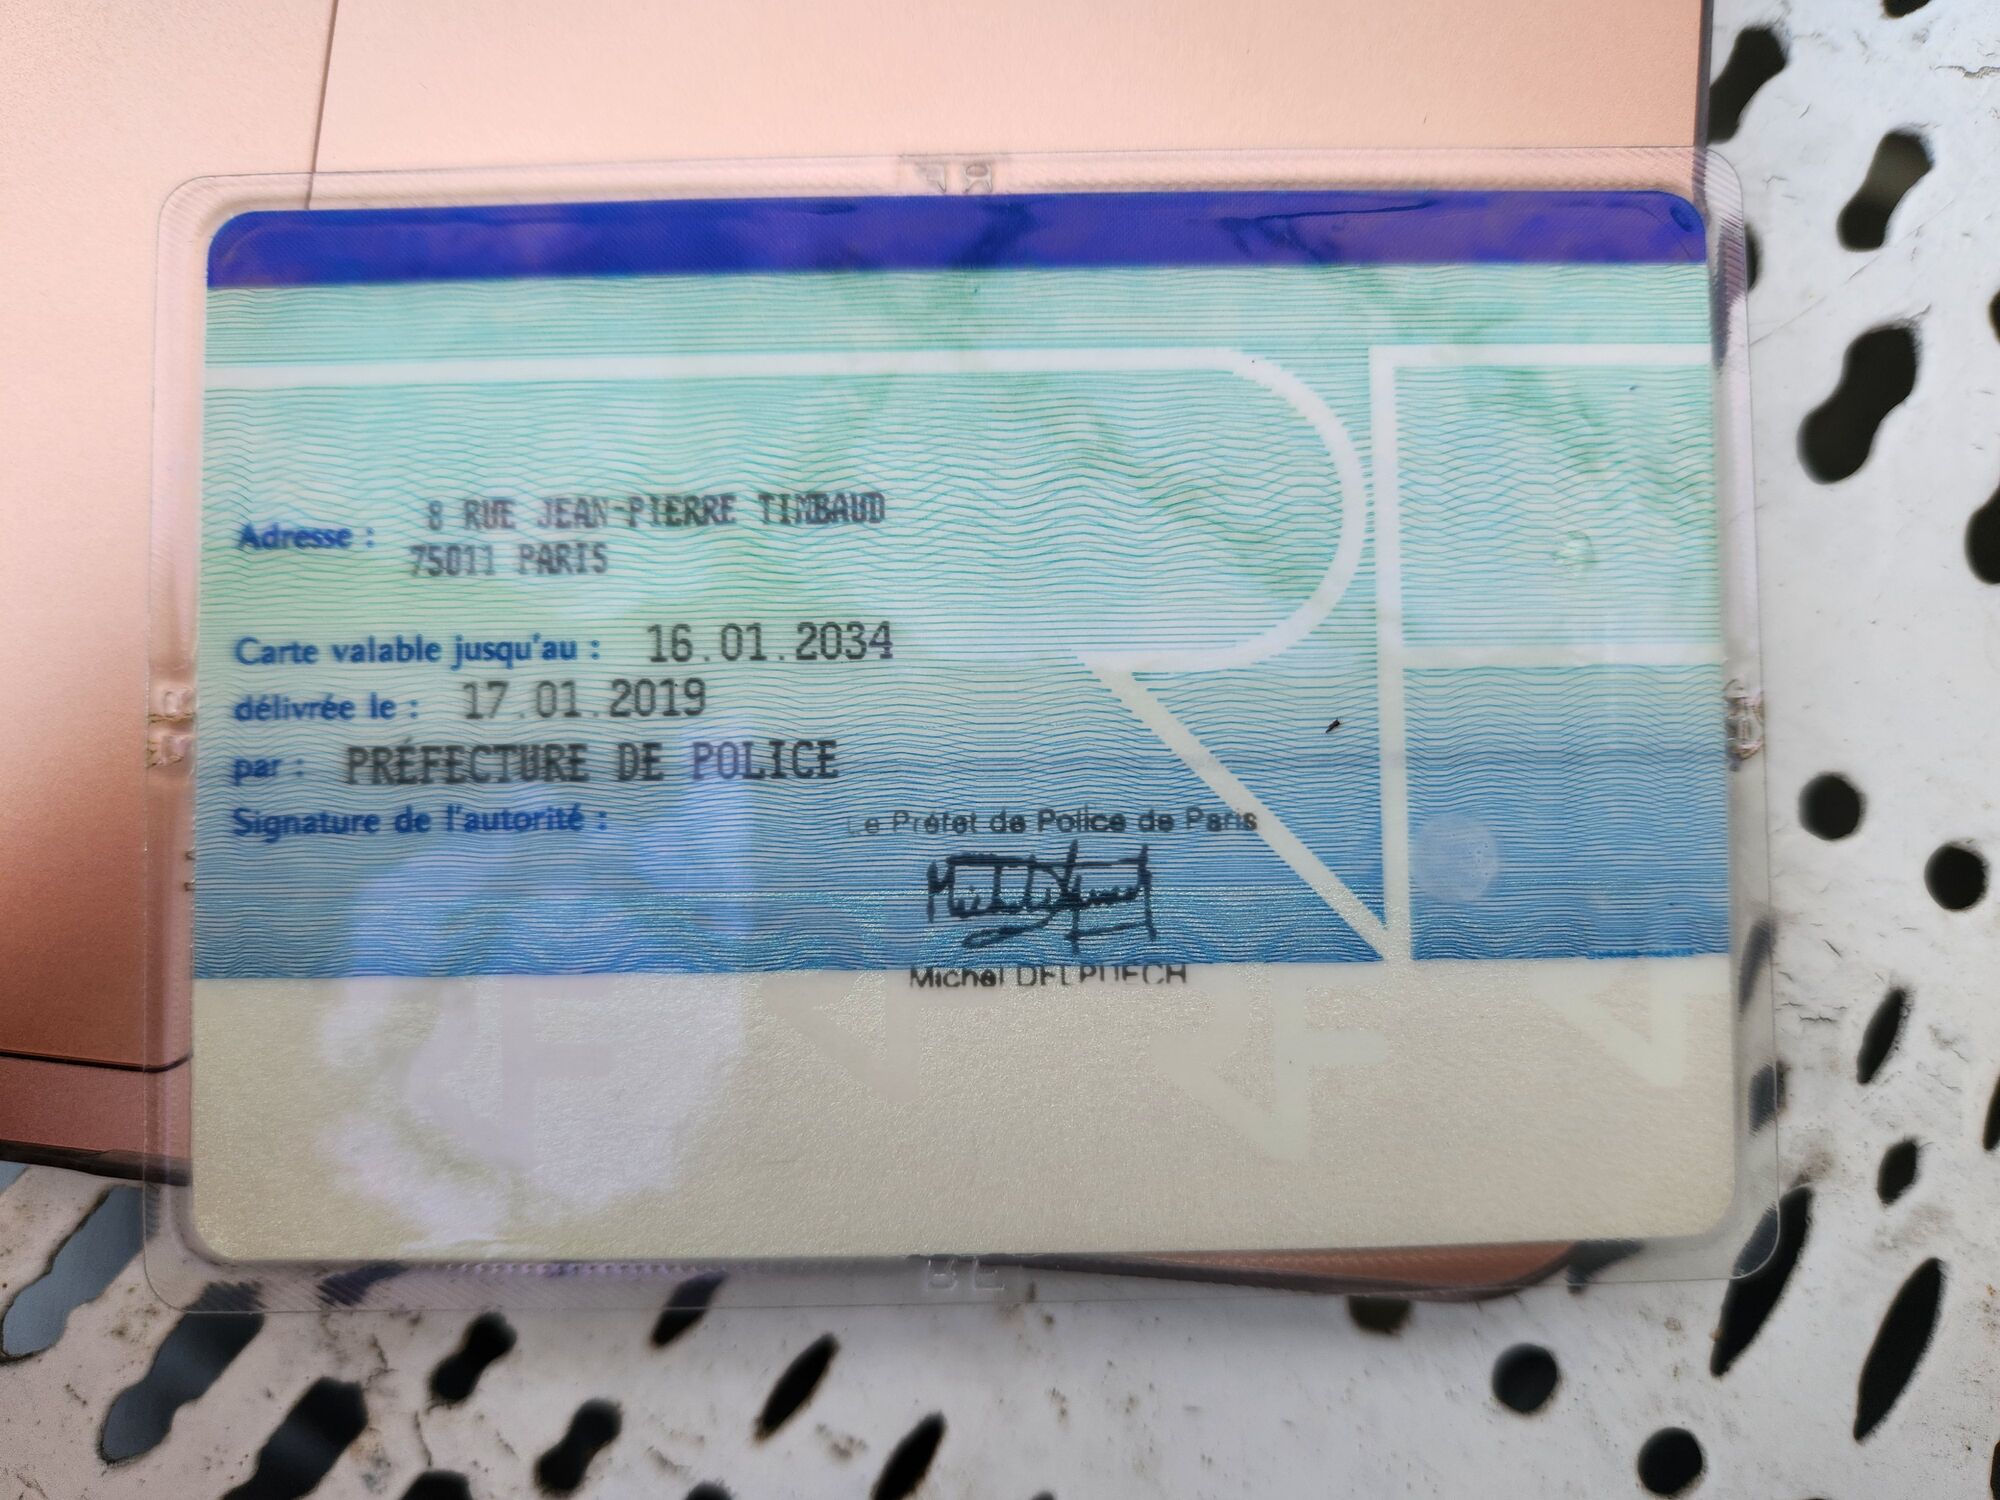 Adresse : 8 RUE JEAN-PIERRE TIMBAUD
75011 PARIS
Carte valable jusqu'au : 16.01.2034
délivrée le : 17.01.2019
par : PRÉFECTURE DE POLICE
Signature de l'autorité :
Le Préfet de Police de Paris
Michel DELPUECH
RF